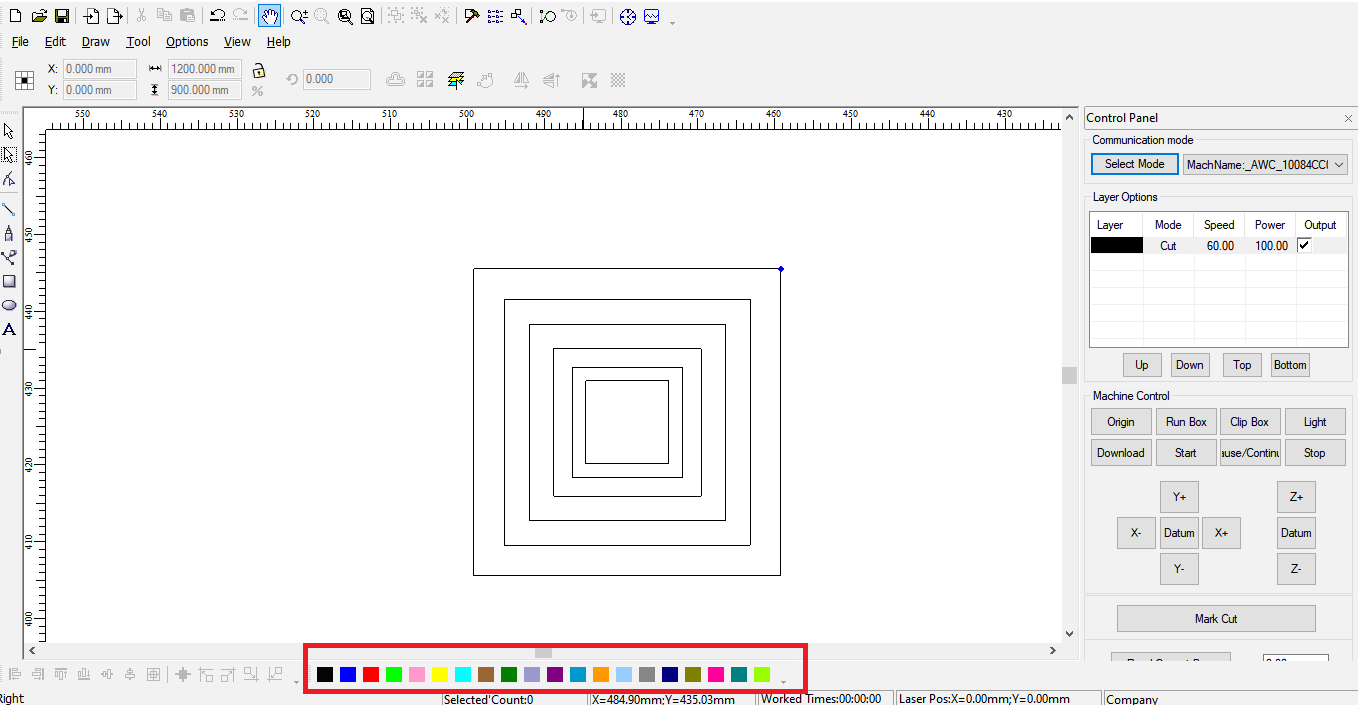 File Edit Draw Tool Options View Help
X: 0.000 mm 1200.000 mm 0.000
Y: 0.000 mm 900.000 mm %
550 540 530 520 510 500 490 480 470 460 450 440 430
460
450
440
430
420
410
400
Control Panel
Communication mode
Select Mode MachName:_AWC_10084CC(
Layer Options
Layer Mode Speed Power Output
Cut 60.00 100.00
Up Down Top Bottom
Machine Control
Origin Run Box Clip Box Light
Download Start ause/Continu Stop
Y+ Z+
X- Datum X+ Datum
Y- Z-
Mark Cut
Right Selected'Count:0 X=484.90mm;Y=435.03mm Worked Times:00:00:00 Laser Pos:X=0.00mm;Y=0.00mm Company